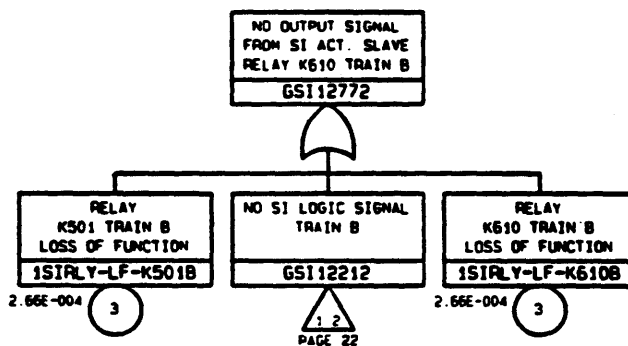 NO OUTPUT SIGNAL
FROM SI ACT. SLAVE
RELAY K610 TRAIN B
GSI12772
RELAY
K501 TRAIN B
LOSS OF FUNCTION
1SIRLY-LF-K501B
2.66E-004
3
NO SI LOGIC SIGNAL
TRAIN B
GSI12212
1 2
PAGE 22
RELAY
K610 TRAIN B
LOSS OF FUNCTION
1SIRLY-LF-K610B
2.66E-004
3